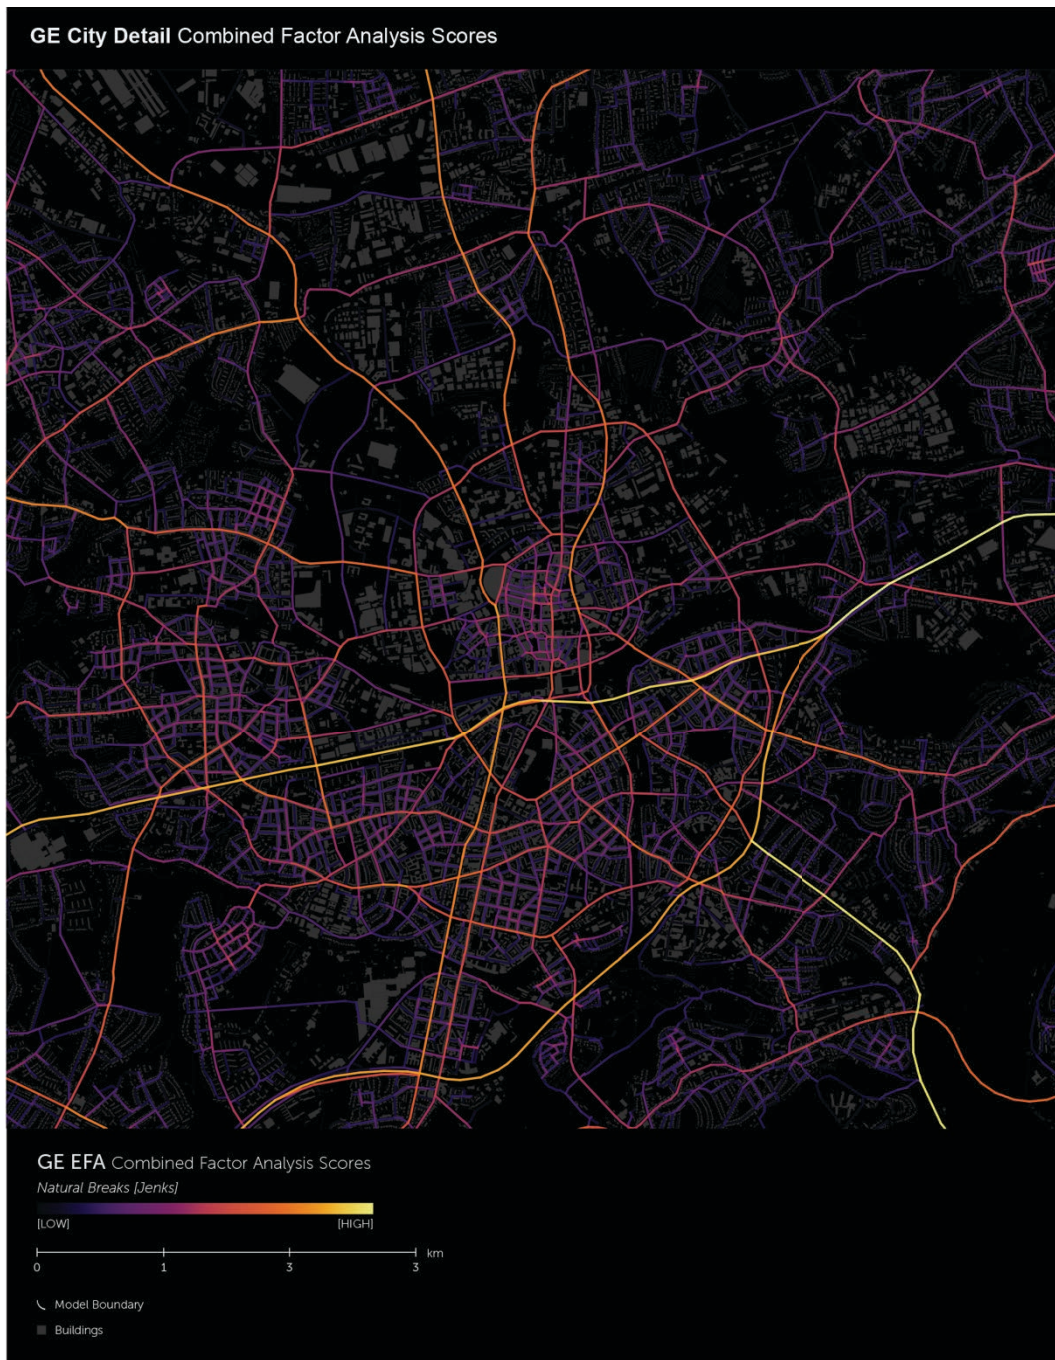 GE City Detail Combined Factor Analysis Scores
GE EFA Combined Factor Analysis Scores
Natural Breaks [Jenks]
[LOW] [HIGH]
km
0 1 3 3
Model Boundary
Buildings